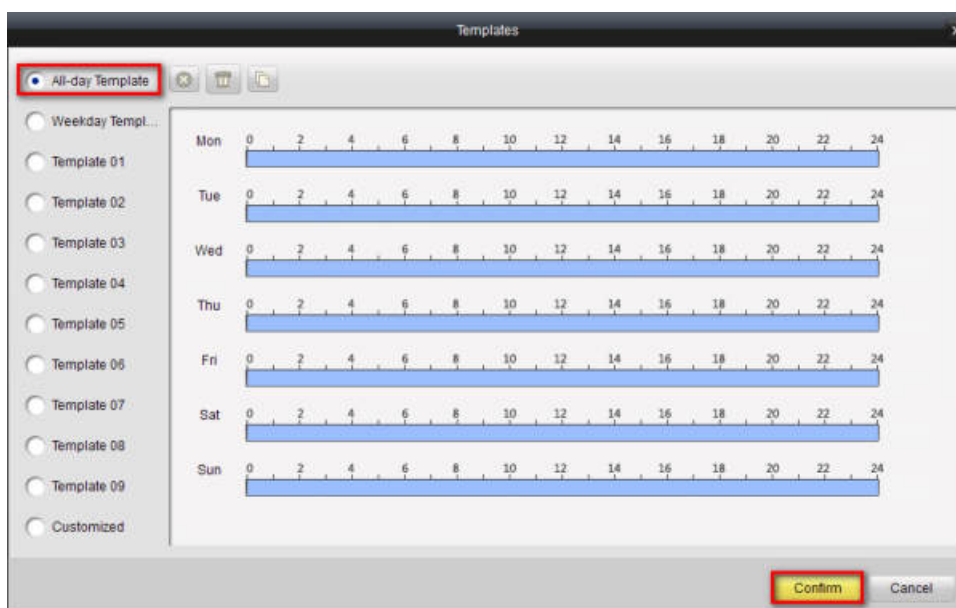 Templates
All-day Template
Weekday Templ...
Template 01
Template 02
Template 03
Template 04
Template 05
Template 06
Template 07
Template 08
Template 09
Customized
Mon 0 2 4 6 8 10 12 14 16 18 20 22 24
Tue 0 2 4 6 8 10 12 14 16 18 20 22 24
Wed 0 2 4 6 8 10 12 14 16 18 20 22 24
Thu 0 2 4 6 8 10 12 14 16 18 20 22 24
Fri 0 2 4 6 8 10 12 14 16 18 20 22 24
Sat 0 2 4 6 8 10 12 14 16 18 20 22 24
Sun 0 2 4 6 8 10 12 14 16 18 20 22 24
Confirm Cancel